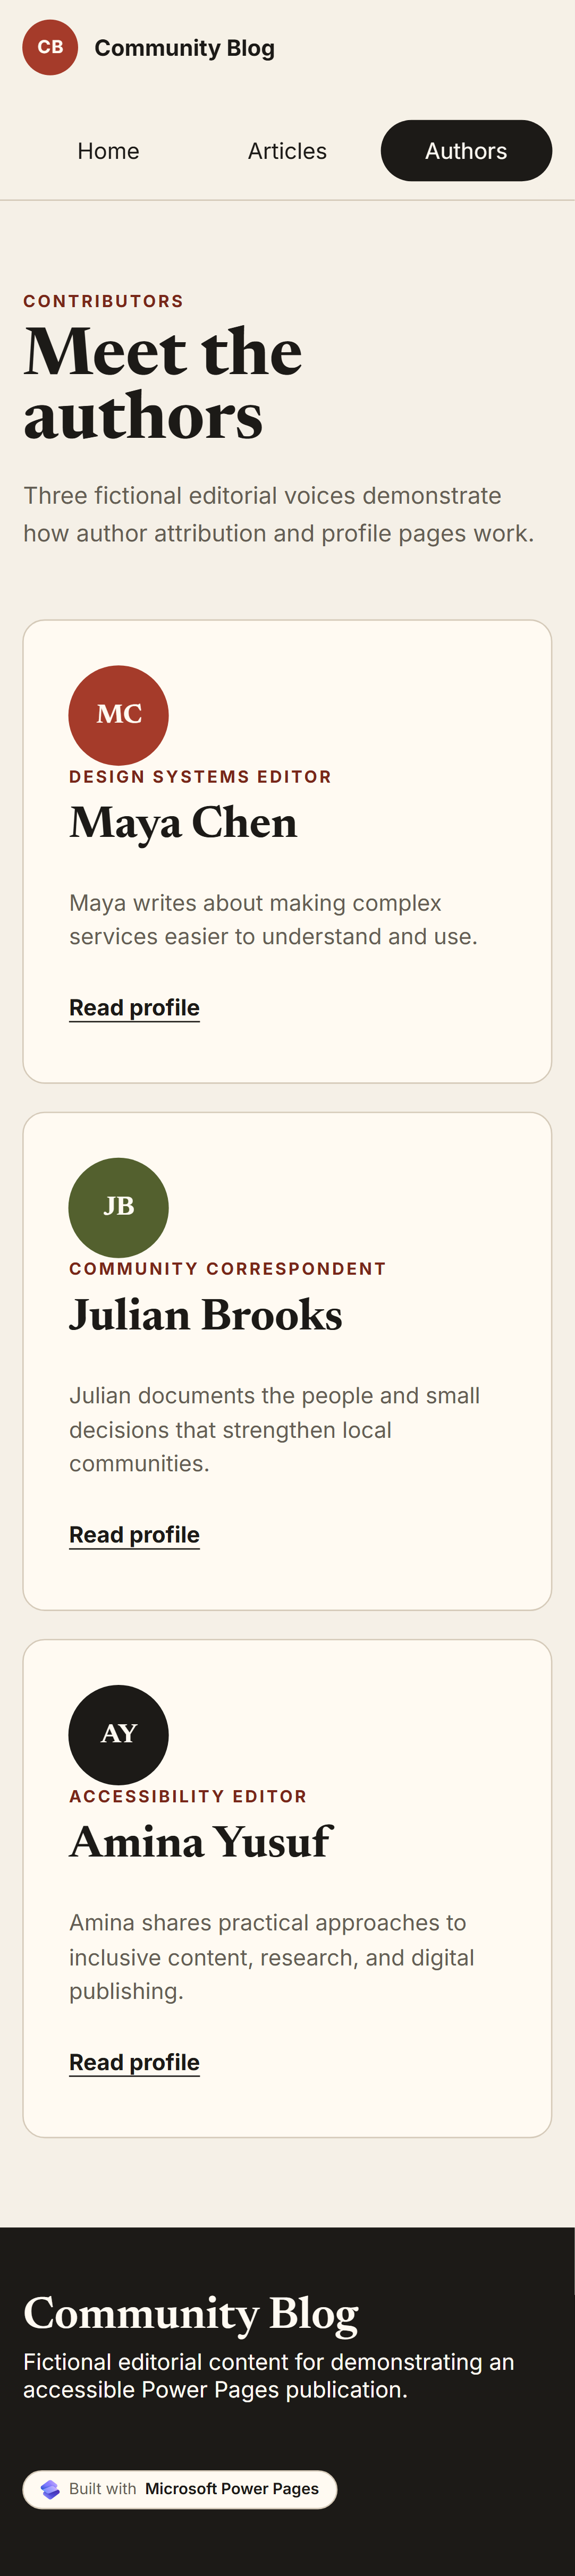 CB
Community Blog
Home
Articles
Authors
CONTRIBUTORS
Meet the
authors
Three fictional editorial voices demonstrate
how author attribution and profile pages work.
MC
DESIGN SYSTEMS EDITOR
Maya Chen
Maya writes about making complex
services easier to understand and use.
Read profile
JB
COMMUNITY CORRESPONDENT
Julian Brooks
Julian documents the people and small
decisions that strengthen local
communities.
Read profile
AY
ACCESSIBILITY EDITOR
Amina Yusuf
Amina shares practical approaches to
inclusive content, research, and digital
publishing.
Read profile
Community Blog
Fictional editorial content for demonstrating an
accessible Power Pages publication.
Built with Microsoft Power Pages